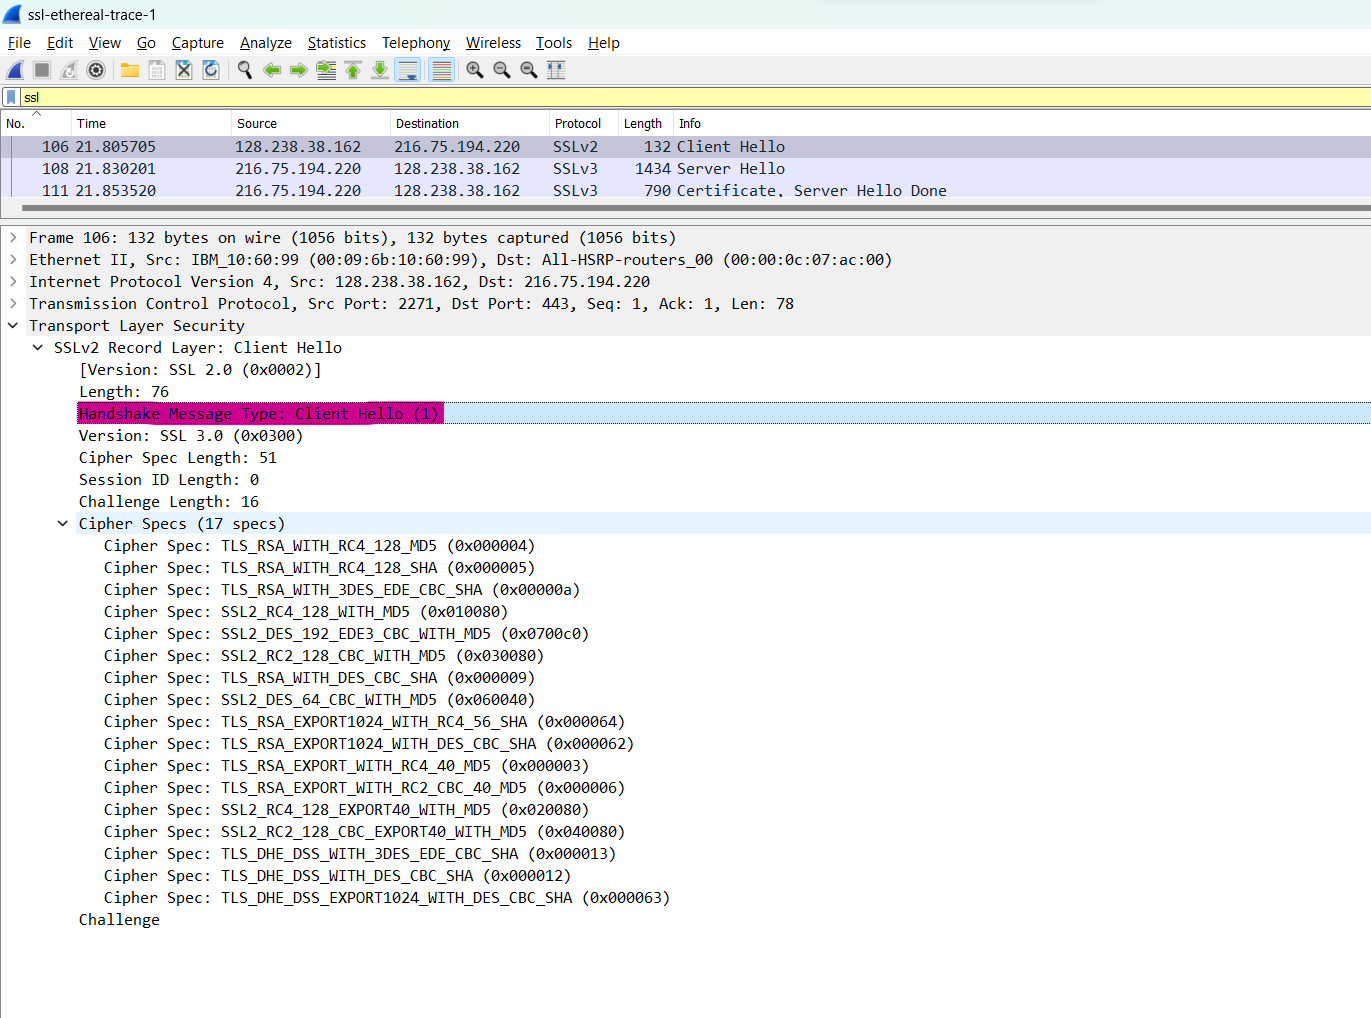 ssl-ethereal-trace-1
File Edit View Go Capture Analyze Statistics Telephony Wireless Tools Help
ssl
No. Time Source Destination Protocol Length Info
106 21.805705 128.238.38.162 216.75.194.220 SSLv2 132 Client Hello
108 21.830201 216.75.194.220 128.238.38.162 SSLv3 1434 Server Hello
111 21.853520 216.75.194.220 128.238.38.162 SSLv3 790 Certificate, Server Hello Done
Frame 106: 132 bytes on wire (1056 bits), 132 bytes captured (1056 bits)
Ethernet II, Src: IBM_10:60:99 (00:09:6b:10:60:99), Dst: All-HSRP-routers_00 (00:00:0c:07:ac:00)
Internet Protocol Version 4, Src: 128.238.38.162, Dst: 216.75.194.220
Transmission Control Protocol, Src Port: 2271, Dst Port: 443, Seq: 1, Ack: 1, Len: 78
Transport Layer Security
SSLv2 Record Layer: Client Hello
[Version: SSL 2.0 (0x0002)]
Length: 76
Handshake Message Type: Client Hello (1)
Version: SSL 3.0 (0x0300)
Cipher Spec Length: 51
Session ID Length: 0
Challenge Length: 16
Cipher Specs (17 specs)
Cipher Spec: TLS_RSA_WITH_RC4_128_MD5 (0x000004)
Cipher Spec: TLS_RSA_WITH_RC4_128_SHA (0x000005)
Cipher Spec: TLS_RSA_WITH_3DES_EDE_CBC_SHA (0x00000a)
Cipher Spec: SSL2_RC4_128_WITH_MD5 (0x010080)
Cipher Spec: SSL2_DES_192_EDE3_CBC_WITH_MD5 (0x0700c0)
Cipher Spec: SSL2_RC2_128_CBC_WITH_MD5 (0x030080)
Cipher Spec: TLS_RSA_WITH_DES_CBC_SHA (0x000009)
Cipher Spec: SSL2_DES_64_CBC_WITH_MD5 (0x060040)
Cipher Spec: TLS_RSA_EXPORT1024_WITH_RC4_56_SHA (0x000064)
Cipher Spec: TLS_RSA_EXPORT1024_WITH_DES_CBC_SHA (0x000062)
Cipher Spec: TLS_RSA_EXPORT_WITH_RC4_40_MD5 (0x000003)
Cipher Spec: TLS_RSA_EXPORT_WITH_RC2_CBC_40_MD5 (0x000006)
Cipher Spec: SSL2_RC4_128_EXPORT40_WITH_MD5 (0x020080)
Cipher Spec: SSL2_RC2_128_CBC_EXPORT40_WITH_MD5 (0x040080)
Cipher Spec: TLS_DHE_DSS_WITH_3DES_EDE_CBC_SHA (0x000013)
Cipher Spec: TLS_DHE_DSS_WITH_DES_CBC_SHA (0x000012)
Cipher Spec: TLS_DHE_DSS_EXPORT1024_WITH_DES_CBC_SHA (0x000063)
Challenge